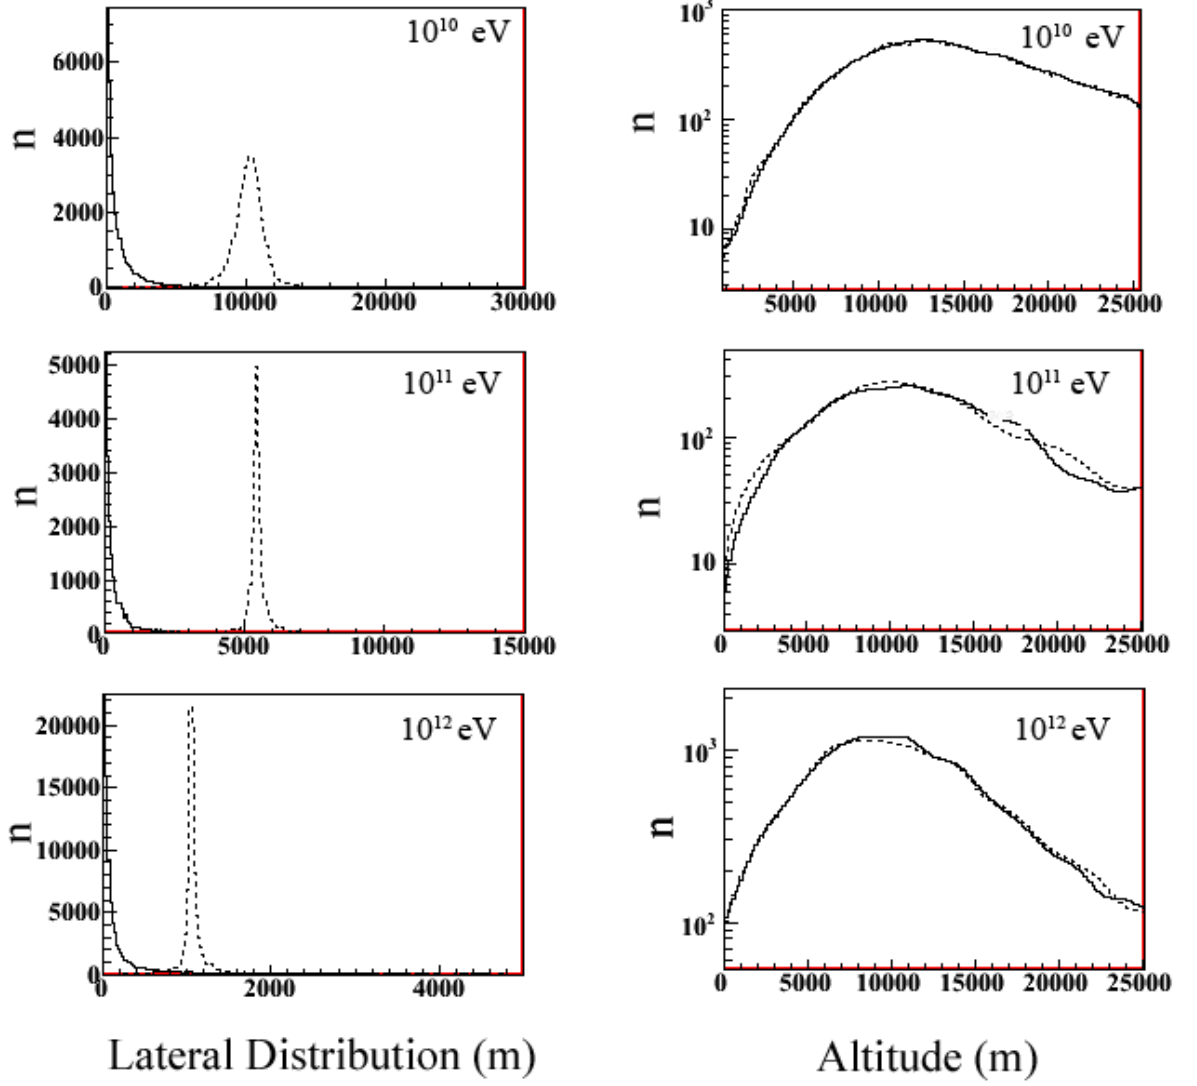 10¹⁰ eV
n
6000
4000
2000
0
0 10000 20000 30000
10⁵ 10¹⁰ eV
n
10²
10
5000 10000 15000 20000 25000
10¹¹ eV
n
5000
4000
3000
2000
1000
0
0 5000 10000 15000
10¹¹ eV
n
10²
10
0 5000 10000 15000 20000 25000
10¹² eV
n
20000
15000
10000
5000
0
0 2000 4000
10¹² eV
n
10³
10²
0 5000 10000 15000 20000 25000
Lateral Distribution (m)
Altitude (m)